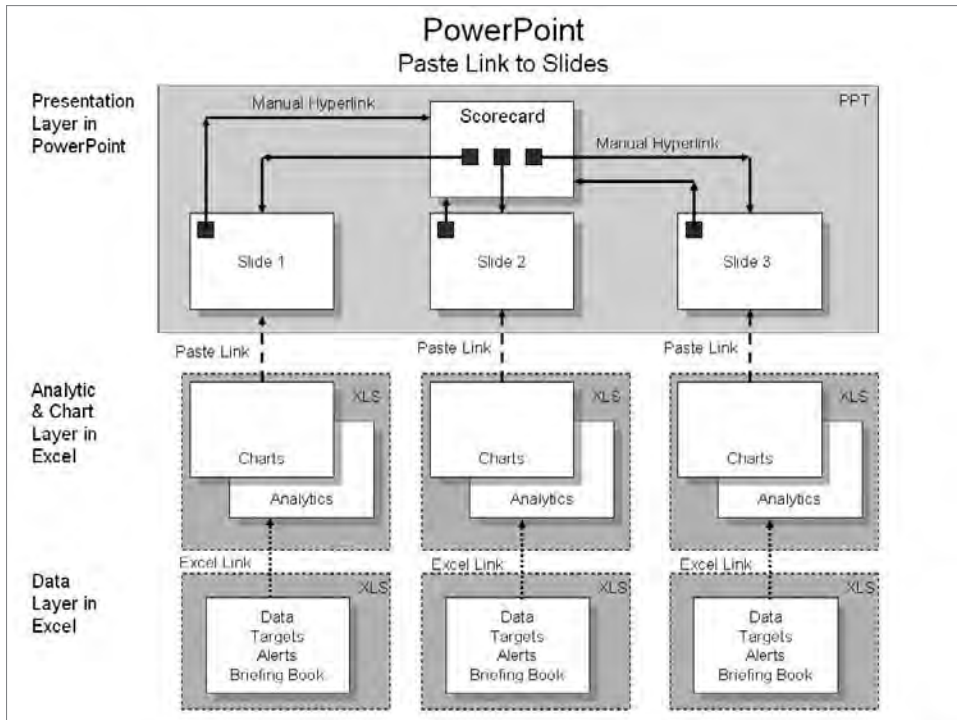 PowerPoint
Paste Link to Slides
Presentation
Layer in
PowerPoint
PPT
Manual Hyperlink
Scorecard
Manual Hyperlink
Slide 1
Slide 2
Slide 3
Paste Link
Paste Link
Paste Link
Analytic
& Chart
Layer in
Excel
XLS
XLS
XLS
Charts
Charts
Charts
Analytics
Analytics
Analytics
Excel Link
Excel Link
Excel Link
Data
Layer in
Excel
XLS
XLS
XLS
Data
Targets
Alerts
Briefing Book
Data
Targets
Alerts
Briefing Book
Data
Targets
Alerts
Briefing Book